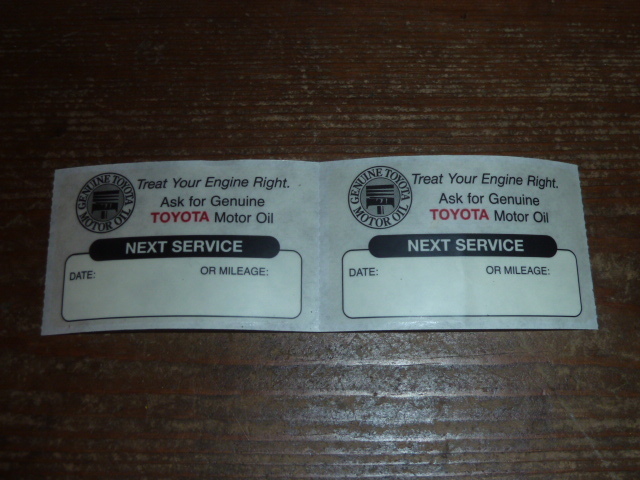 GENUINE TOYOTA
MOTOR OIL
Treat Your Engine Right.
Ask for Genuine
TOYOTA Motor Oil
NEXT SERVICE
DATE: OR MILEAGE:
GENUINE TOYOTA
MOTOR OIL
Treat Your Engine Right.
Ask for Genuine
TOYOTA Motor Oil
NEXT SERVICE
DATE: OR MILEAGE: